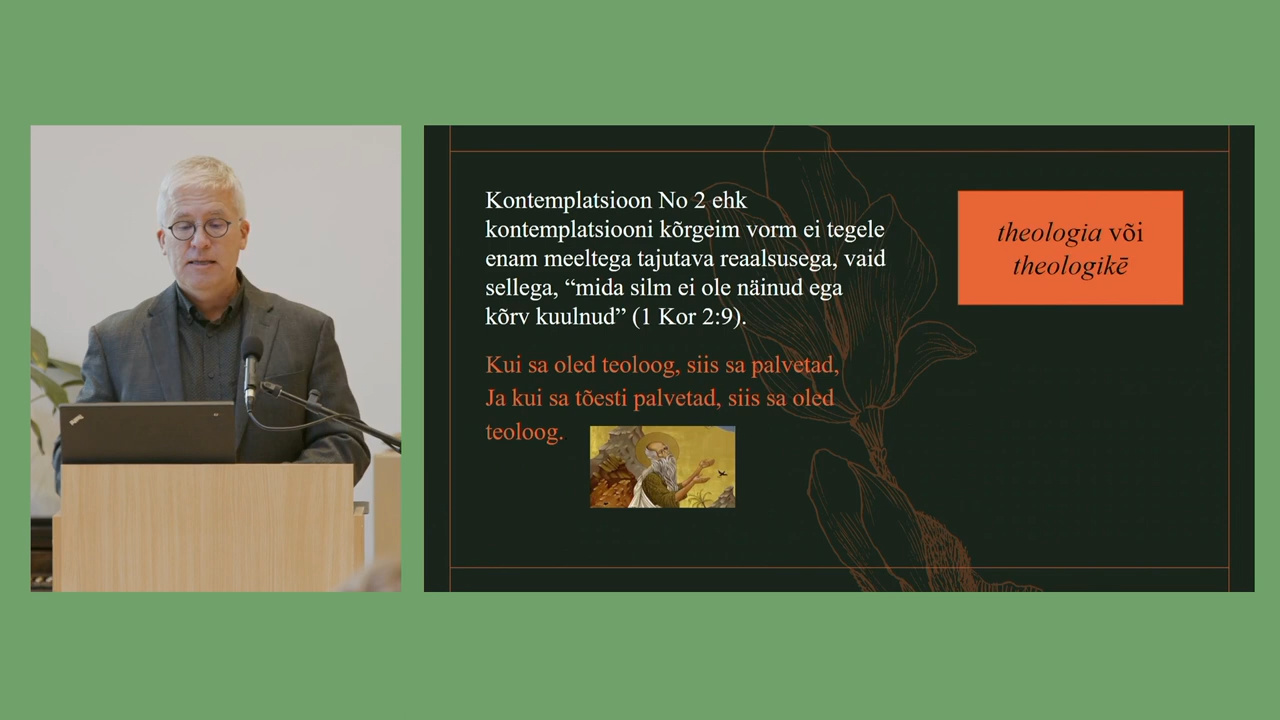 Kontemplatsioon No 2 ehk
kontemplatsiooni kõrgeim vorm ei tegele
enam meeltega tajutava reaalsusega, vaid
sellega, “mida silm ei ole näinud ega
kõrv kuulnud” (1 Kor 2:9).
Kui sa oled teoloog, siis sa palvetad,
Ja kui sa tõesti palvetad, siis sa oled
teoloog.
theologia või
theologikē